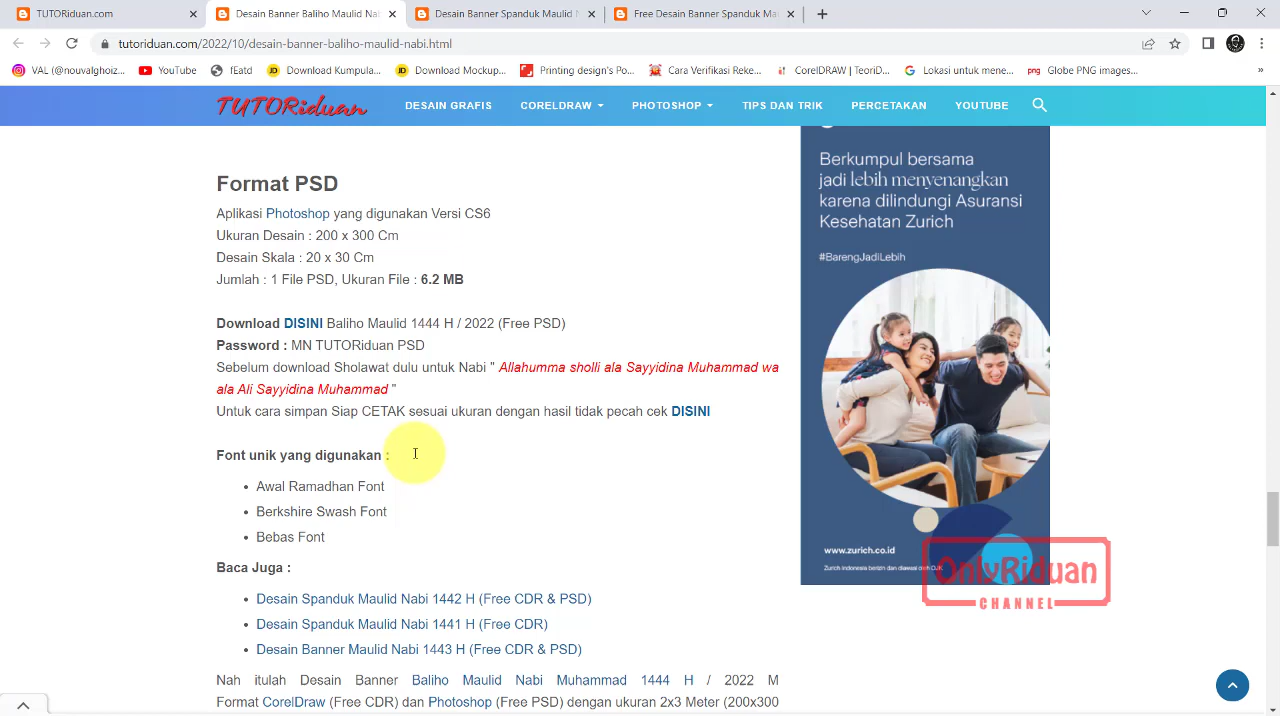 tutoriduan.com
Desain Banner Baliho Maulid N
Desain Banner Spanduk Maulid N
Desain Banner Spanduk Mau
tutoriduan.com/2022/10/desain-banner-baliho-maulid-nabi.html
VAL (@nouvalghoiz...
YouTube
fEatd
Download Kumpula...
Download Mockup...
Printing design's Po...
Cara Verifikasi Reke...
CorelDRAW | TeoriD...
Lokasi untuk mene...
png
Globe PNG images...
»
TUTORiduan
DESAIN GRAFIS
CORELDRAW
PHOTOSHOP
TIPS DAN TRIK
PERCETAKAN
YOUTUBE
Format PSD
Aplikasi Photoshop yang digunakan Versi CS6
Ukuran Desain : 200 x 300 Cm
Desain Skala : 20 x 30 Cm
Jumlah : 1 File PSD, Ukuran File : 6.2 MB
Download DISINI Baliho Maulid 1444 H / 2022 (Free PSD)
Password : MN TUTORiduan PSD
Sebelum download Sholawat dulu untuk Nabi " Allahumma sholli ala Sayyidina Muhammad wa
ala Ali Sayyidina Muhammad "
Untuk cara simpan Siap CETAK sesuai ukuran dengan hasil tidak pecah cek DISINI
Font unik yang digunakan :
Awal Ramadhan Font
Berkshire Swash Font
Bebas Font
Baca Juga :
Desain Spanduk Maulid Nabi 1442 H (Free CDR & PSD)
Desain Spanduk Maulid Nabi 1441 H (Free CDR)
Desain Banner Maulid Nabi 1443 H (Free CDR & PSD)
Nah itulah Desain Banner Baliho Maulid Nabi Muhammad 1444 H / 2022 M
Format CorelDraw (Free CDR) dan Photoshop (Free PSD) dengan ukuran 2x3 Meter (200x300
Berkumpul bersama
jadi lebih menyenangkan
karena dilindungi Asuransi
Kesehatan Zurich
#BarengJadiLebih
www.zurich.co.id
Zurich Indonesia berizin dan diawasi oleh OJK.
OnlyRiduan
CHANNEL